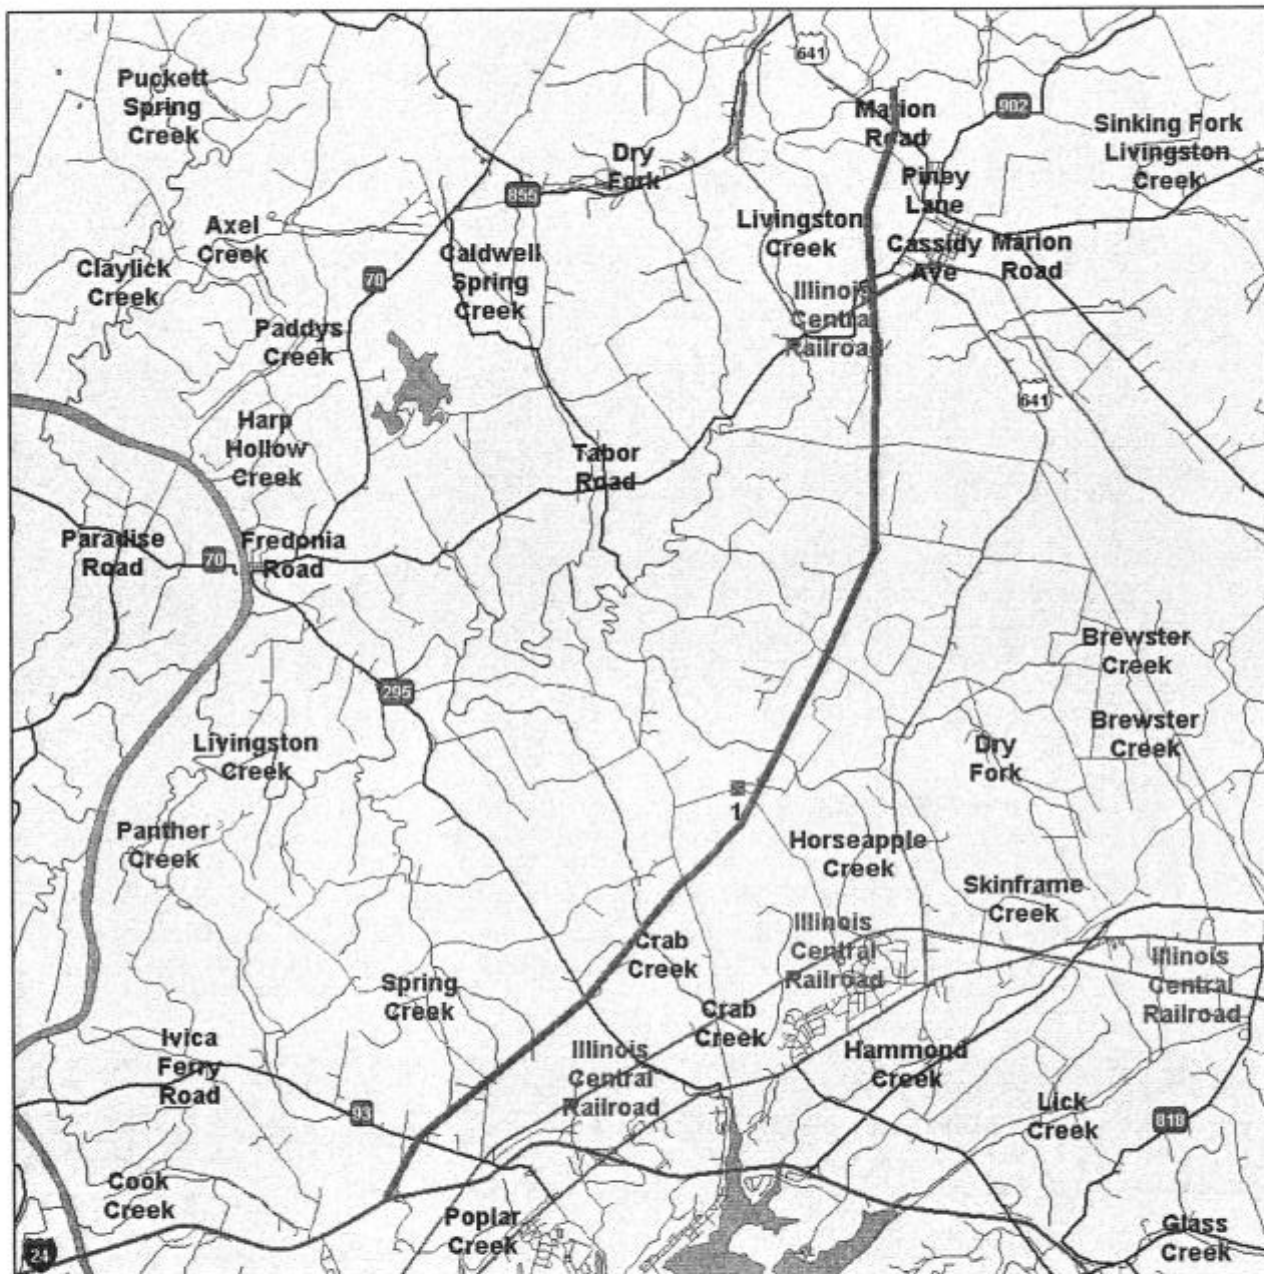 641
Marion
Road
902
Puckett
Spring
Creek
Sinking Fork
Livingston
Creek
Dry
Fork
855
Piney
Lane
Axel
Creek
Livingston
Creek
Cassidy
Ave
Marion
Road
Claylick
Creek
70
Caldwell
Spring
Creek
Illinois
Central
Railroad
Paddys
Creek
641
Harp
Hollow
Creek
Tabor
Road
Paradise
Road
70
Fredonia
Road
Brewster
Creek
295
Livingston
Creek
Brewster
Creek
Dry
Fork
1
Panther
Creek
Horseapple
Creek
Skinframe
Creek
Illinois
Central
Railroad
Crab
Creek
Illinois
Central
Railroad
Spring
Creek
Crab
Creek
Ivica
Ferry
Road
Illinois
Central
Railroad
Hammond
Creek
93
Lick
Creek
818
Cook
Creek
Poplar
Creek
Glass
Creek
24